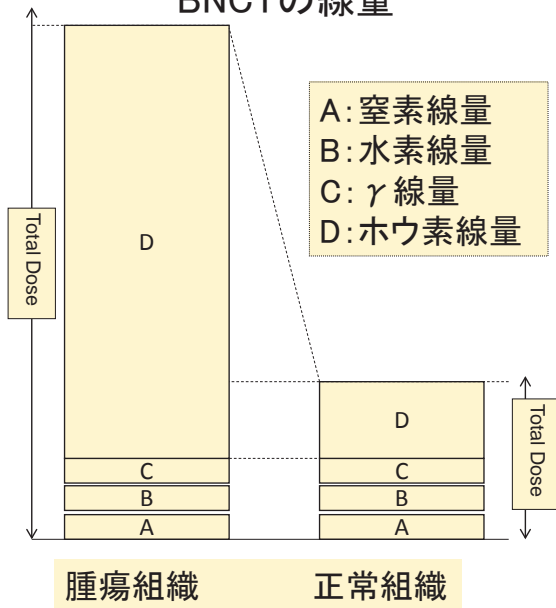 BNCTの線量
A:窒素線量
B:水素線量
C:γ線量
D:ホウ素線量
Total Dose
D
C
B
A
D
C
B
A
Total Dose
腫瘍組織
正常組織